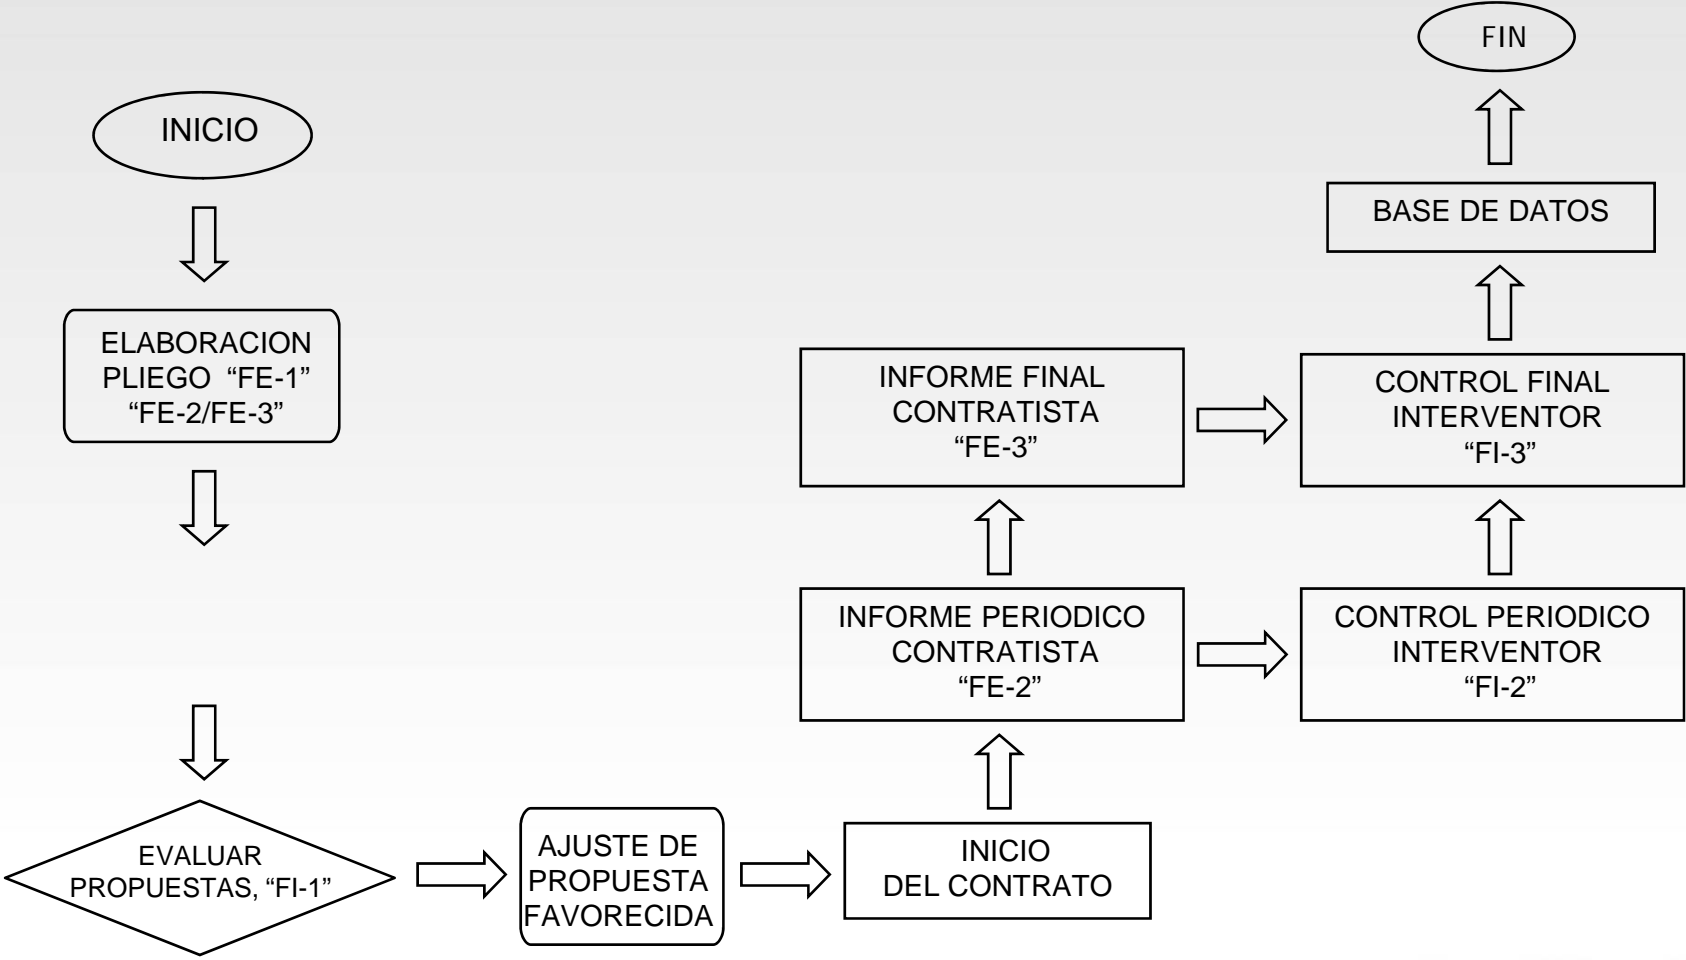 INICIO
ELABORACION
PLIEGO “FE-1”
“FE-2/FE-3”
EVALUAR
PROPUESTAS, “FI-1”
AJUSTE DE
PROPUESTA
FAVORECIDA
INICIO
DEL CONTRATO
INFORME PERIODICO
CONTRATISTA
“FE-2”
CONTROL PERIODICO
INTERVENTOR
“FI-2”
INFORME FINAL
CONTRATISTA
“FE-3”
CONTROL FINAL
INTERVENTOR
“FI-3”
BASE DE DATOS
FIN